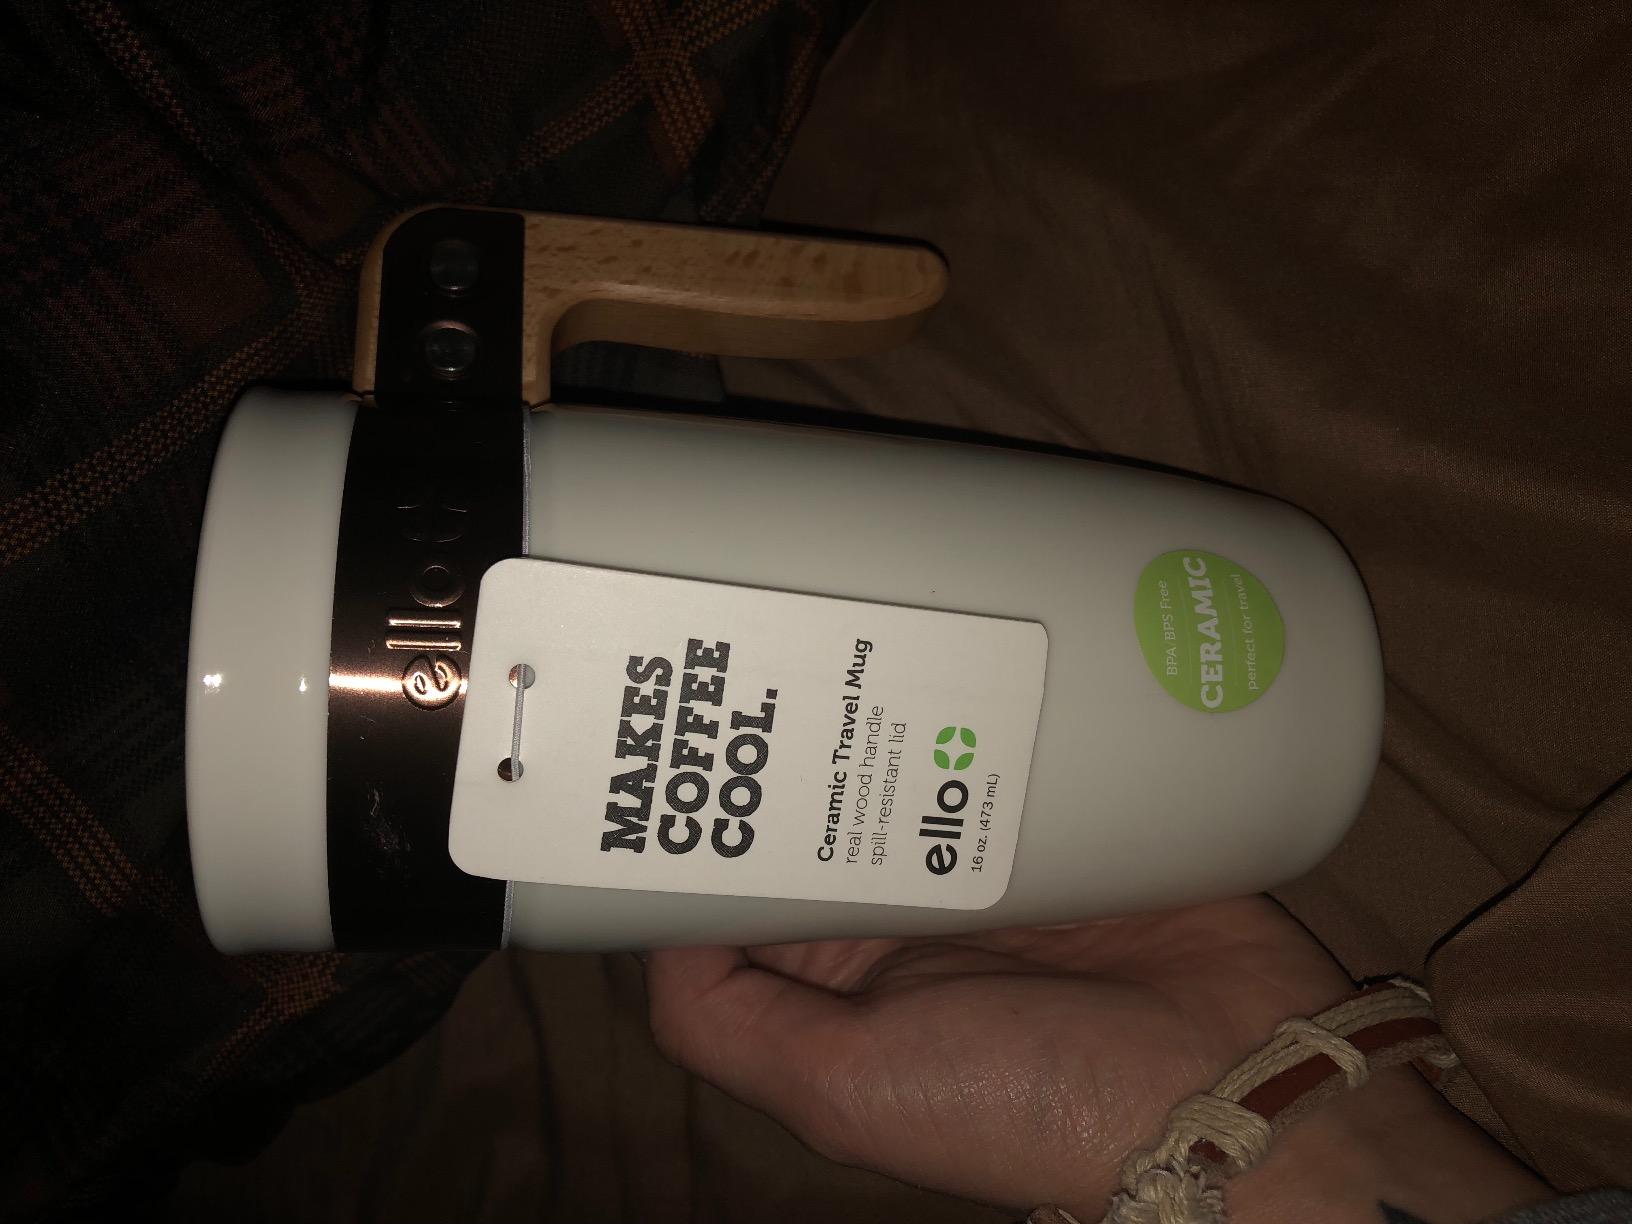 ello
MAKES
COFFEE
COOL.
Ceramic Travel Mug
real wood handle
spill-resistant lid
ello
16 oz. (473 mL)
BPA/BPS Free
CERAMIC
perfect for travel